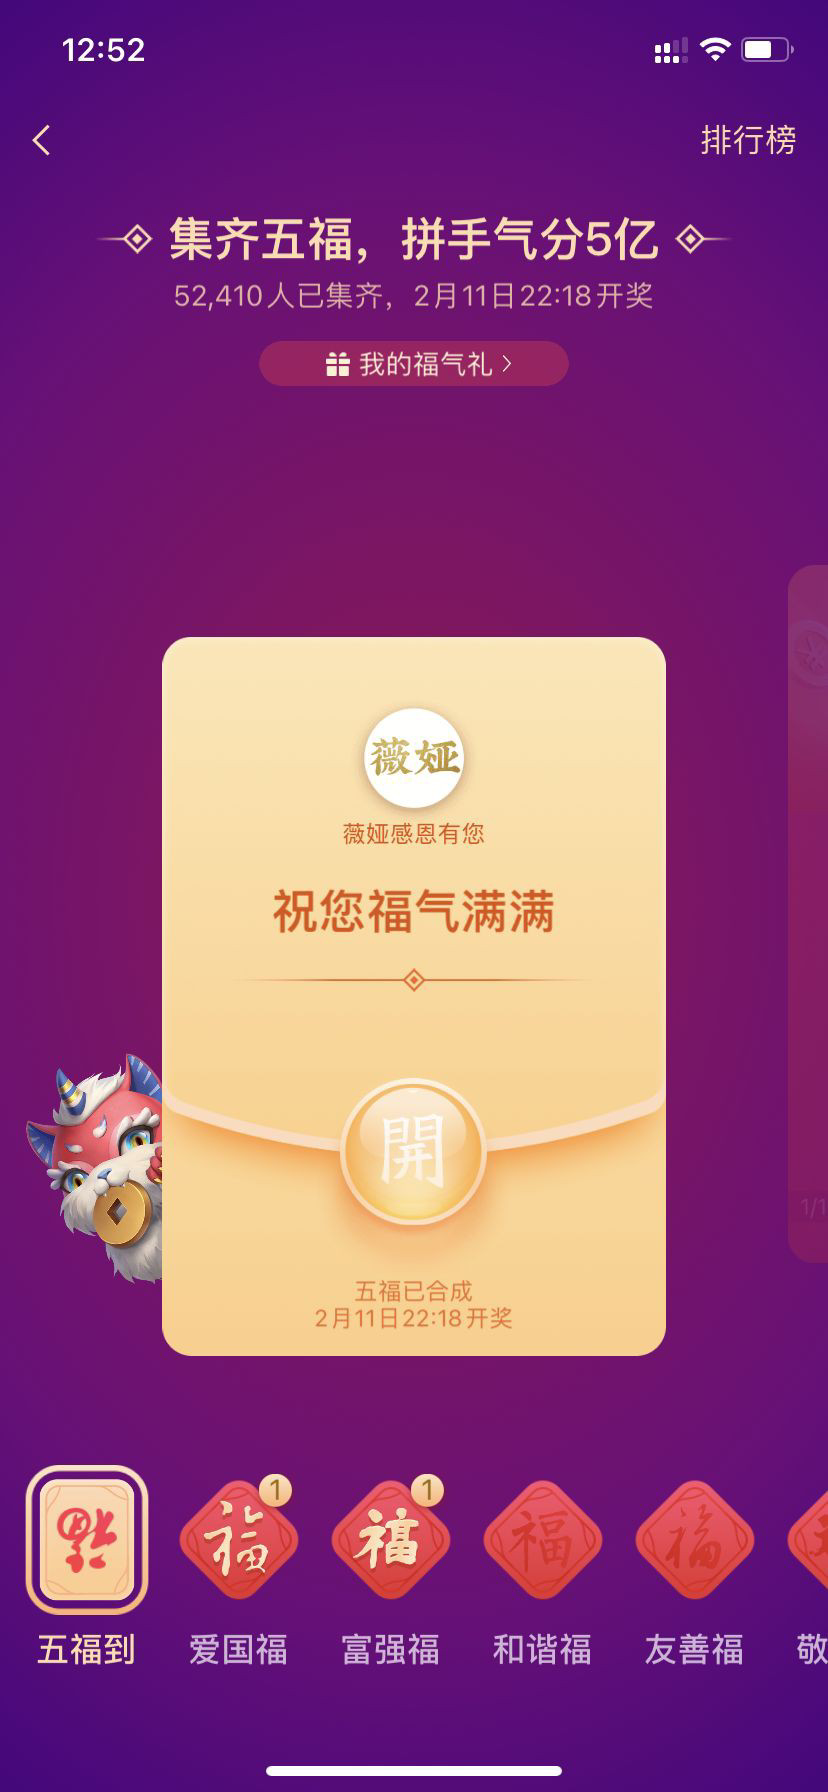 12:52
排行榜
集齐五福，拼手气分5亿
52,410人已集齐，2月11日22:18开奖
我的福气礼
薇娅
薇娅感恩有您
祝您福气满满
開
1/1
五福已合成
2月11日22:18开奖
福
福 1
福 1
福
福
五福到
爱国福
富强福
和谐福
友善福
敬